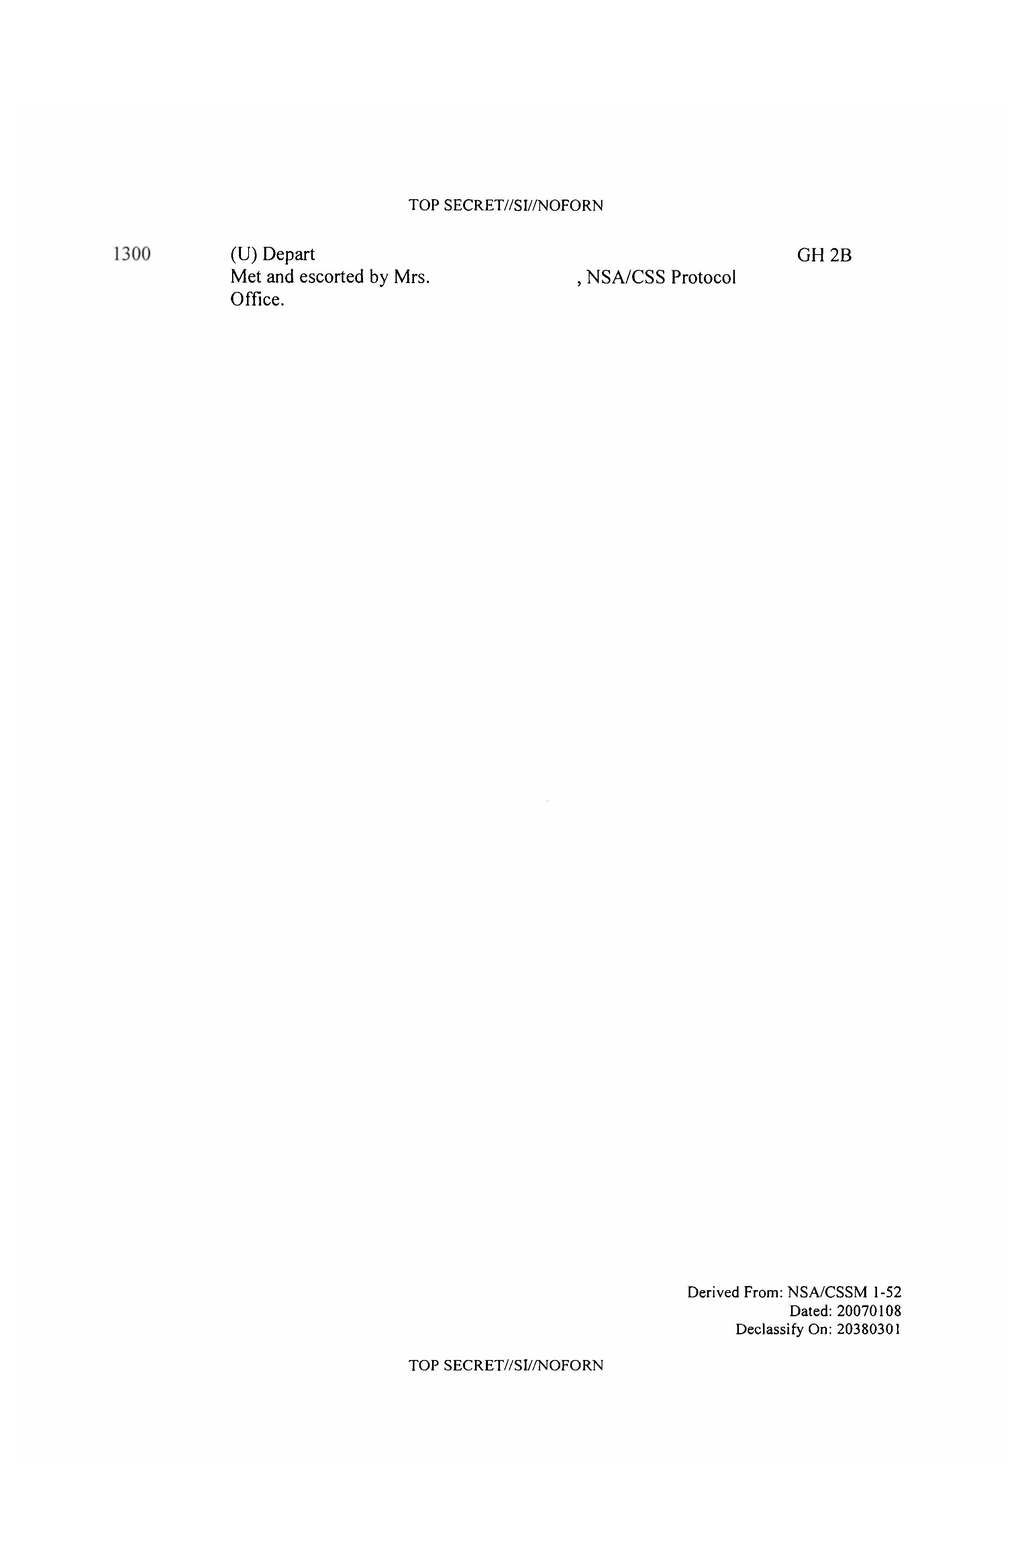 TOP SECRET//SI//NOFORN
1300 (U) Depart GH 2B
Met and escorted by Mrs. , NSA/CSS Protocol
Office.
Derived From: NSA/CSSM 1-52
Dated: 20070108
Declassify On: 20380301
TOP SECRET//SI//NOFORN